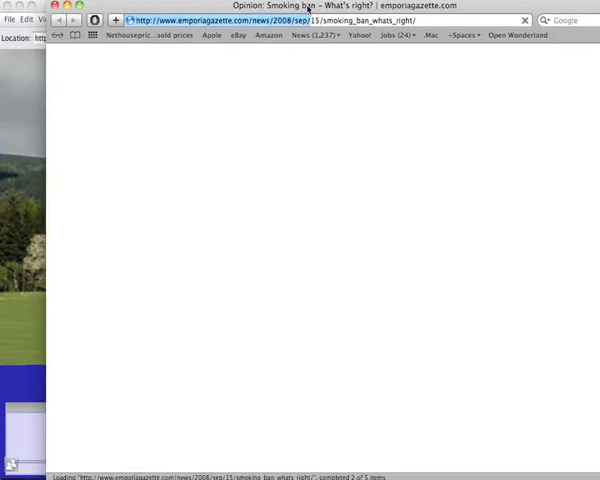 Opinion: Smoking ban – What's right? | emporiagazette.com
File Edit
http://www.emporiagazette.com/news/2008/sep/15/smoking_ban_whats_right/
Google
Location:
Nethousepric...sold prices Apple eBay Amazon News (1,237) Yahoo! Jobs (24) .Mac ~Spaces Open Wonderland
Loading "http://www.emporiagazette.com/news/2008/sep/15/smoking_ban_whats_right/", completed 2 of 5 items